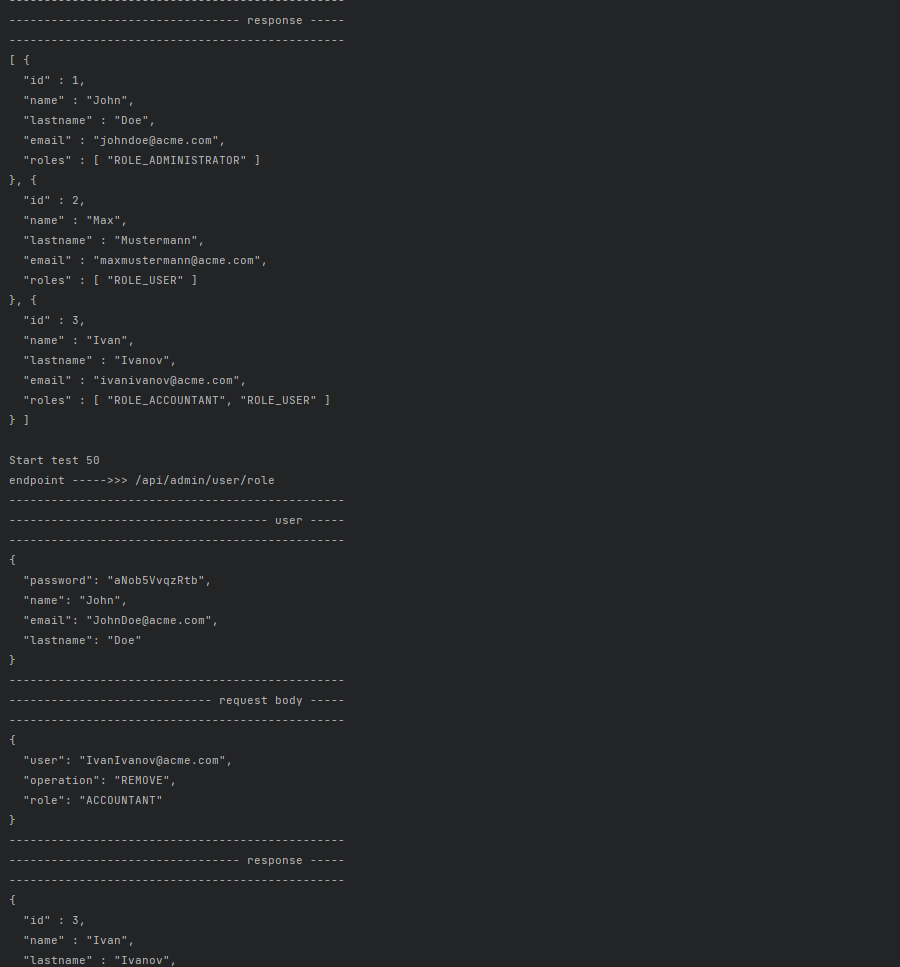 ------------------------------------------------
--------------------------------- response -----
------------------------------------------------
[ {
  "id" : 1,
  "name" : "John",
  "lastname" : "Doe",
  "email" : "johndoe@acme.com",
  "roles" : [ "ROLE_ADMINISTRATOR" ]
}, {
  "id" : 2,
  "name" : "Max",
  "lastname" : "Mustermann",
  "email" : "maxmustermann@acme.com",
  "roles" : [ "ROLE_USER" ]
}, {
  "id" : 3,
  "name" : "Ivan",
  "lastname" : "Ivanov",
  "email" : "ivanivanov@acme.com",
  "roles" : [ "ROLE_ACCOUNTANT", "ROLE_USER" ]
} ]

Start test 50
endpoint ----->>> /api/admin/user/role
------------------------------------------------
------------------------------------- user -----
------------------------------------------------
{
  "password": "aNob5VvqzRtb",
  "name": "John",
  "email": "JohnDoe@acme.com",
  "lastname": "Doe"
}
------------------------------------------------
----------------------------- request body -----
------------------------------------------------
{
  "user": "IvanIvanov@acme.com",
  "operation": "REMOVE",
  "role": "ACCOUNTANT"
}
------------------------------------------------
--------------------------------- response -----
------------------------------------------------
{
  "id" : 3,
  "name" : "Ivan",
  "lastname" : "Ivanov",